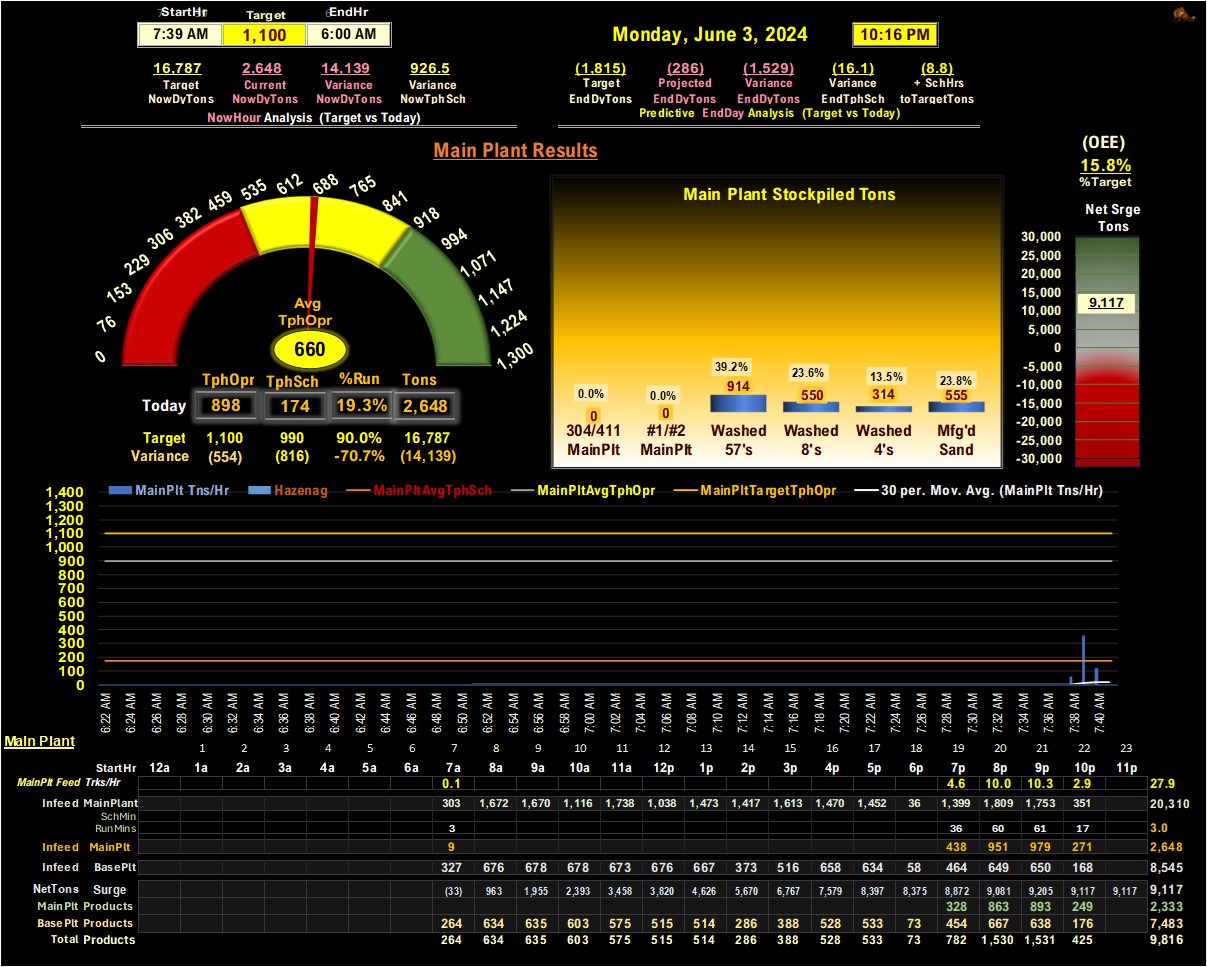 StartHr Target EndHr
7:39 AM 1,100 6:00 AM
Monday, June 3, 2024 10:16 PM
16,787 2,648 14,139 926.5
Target Current Variance Variance
NowDyTons NowDyTons NowDyTons NowTphSch
NowHour Analysis (Target vs Today)
(1,815) (286) (1,529) (16.1) (8.8)
Target Projected Variance Variance + SchHrs
EndDyTons EndDyTons EndDyTons EndTphSch toTargetTons
Predictive EndDay Analysis (Target vs Today)
Main Plant Results
(OEE)
15.8%
%Target
0 76 153 229 306 382 459 535 612 688 765 841 918 994 1,071 1,147 1,224 1,300
Avg
TphOpr
660
TphOpr TphSch %Run Tons
Today 898 174 19.3% 2,648
Target 1,100 990 90.0% 16,787
Variance (554) (816) -70.7% (14,139)
Main Plant Stockpiled Tons
0.0% 0.0% 39.2% 23.6% 13.5% 23.8%
0 0 914 550 314 555
304/411 #1/#2 Washed Washed Washed Mfg'd
MainPlt MainPlt 57's 8's 4's Sand
Net Srge
Tons
30,000
25,000
20,000
15,000
10,000
5,000
0
-5,000
-10,000
-15,000
-20,000
-25,000
-30,000
9,117
MainPlt Tns/Hr Hazenag MainPltAvgTphSch MainPltAvgTphOpr MainPltTargetTphOpr 30 per. Mov. Avg. (MainPlt Tns/Hr)
1,400
1,300
1,200
1,100
1,000
900
800
700
600
500
400
300
200
100
0
6:22 AM 6:24 AM 6:26 AM 6:28 AM 6:30 AM 6:32 AM 6:34 AM 6:36 AM 6:38 AM 6:40 AM 6:42 AM 6:44 AM 6:46 AM 6:48 AM 6:50 AM 6:52 AM 6:54 AM 6:56 AM 6:58 AM 7:00 AM 7:02 AM 7:04 AM 7:06 AM 7:08 AM 7:10 AM 7:12 AM 7:14 AM 7:16 AM 7:18 AM 7:20 AM 7:22 AM 7:24 AM 7:26 AM 7:28 AM 7:30 AM 7:32 AM 7:34 AM 7:36 AM 7:38 AM 7:40 AM
Main Plant
1 2 3 4 5 6 7 8 9 10 11 12 13 14 15 16 17 18 19 20 21 22 23
StartHr 12a 1a 2a 3a 4a 5a 6a 7a 8a 9a 10a 11a 12p 1p 2p 3p 4p 5p 6p 7p 8p 9p 10p 11p
MainPlt Feed Trks/Hr 0.1 4.6 10.0 10.3 2.9 27.9
Infeed MainPlant 303 1,672 1,670 1,116 1,738 1,038 1,473 1,417 1,613 1,470 1,452 36 1,399 1,809 1,753 351 20,310
SchMin
RunMins 3 36 60 61 17 3.0
Infeed MainPlt 9 438 951 979 271 2,648
Infeed BasePlt 327 676 678 678 673 676 667 373 516 658 634 58 464 649 650 168 8,545
NetTons Surge (33) 963 1,955 2,393 3,458 3,820 4,626 5,670 6,767 7,579 8,397 8,375 8,872 9,081 9,205 9,117 9,117 9,117
MainPlt Products 328 863 893 249 2,333
BasePlt Products 264 634 635 603 575 515 514 286 388 528 533 73 454 667 638 176 7,483
Total Products 264 634 635 603 575 515 514 286 388 528 533 73 782 1,530 1,531 425 9,816